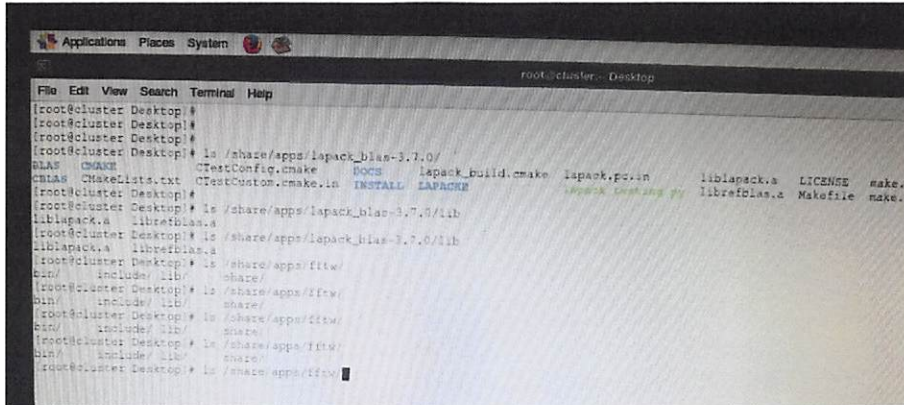 Applications Places System
root@cluster:~ Desktop
File Edit View Search Terminal Help
[root@cluster Desktop]#
[root@cluster Desktop]#
[root@cluster Desktop]#
[root@cluster Desktop]# ls /share/apps/lapack_blas-3.7.0/
BLAS CMAKE CTestConfig.cmake DOCS lapack_build.cmake lapack.pc.in liblapack.a LICENSE make.
CBLAS CMakeLists.txt CTestCustom.cmake.in INSTALL LAPACKE lapack_testing.py librefblas.a Makefile make.
[root@cluster Desktop]#
[root@cluster Desktop]# ls /share/apps/lapack_blas-3.7.0/lib
liblapack.a librefblas.a
[root@cluster Desktop]# ls /share/apps/lapack_blas-3.7.0/lib
liblapack.a librefblas.a
[root@cluster Desktop]# ls /share/apps/fftw/
bin/ include/ lib/ share/
[root@cluster Desktop]# ls /share/apps/fftw/
bin/ include/ lib/ share/
[root@cluster Desktop]# ls /share/apps/fftw/
bin/ include/ lib/ share/
[root@cluster Desktop]# ls /share/apps/fftw/
bin/ include/ lib/ share/
[root@cluster Desktop]# ls /share/apps/fftw/